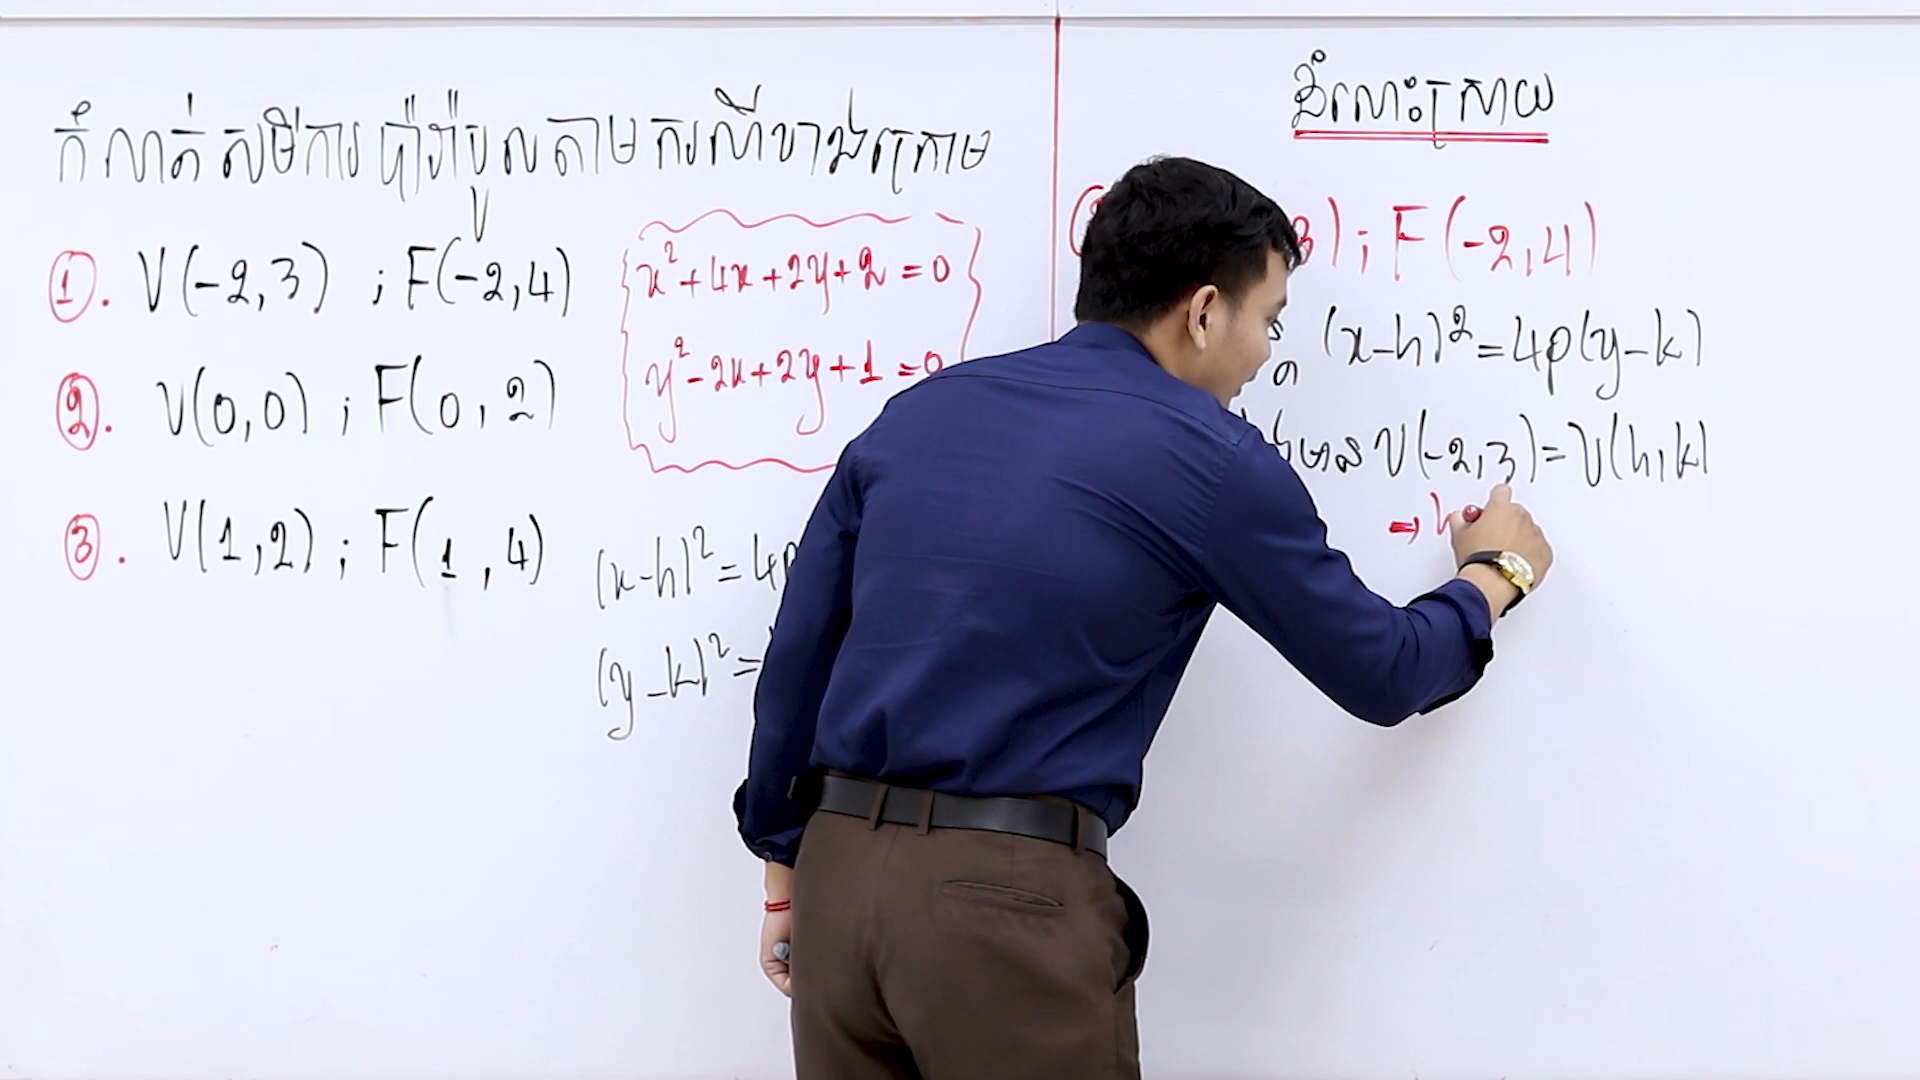 កំណត់សមីការប៉ារ៉ាបូលតាមករណីខាងក្រោម
①. V(-2,3) ; F(-2,4)
②. V(0,0) ; F(0,2)
③. V(1,2) ; F(1,4)
x²+4x+2y+2=0
y²-2x+2y+1=0
(x-h)²=4p
(y-k)²=
ដំណោះស្រាយ
3) ; F(-2,4)
(x-h)²=4p(y-k)
មាន V(-2,3)=V(h,k)
→ h